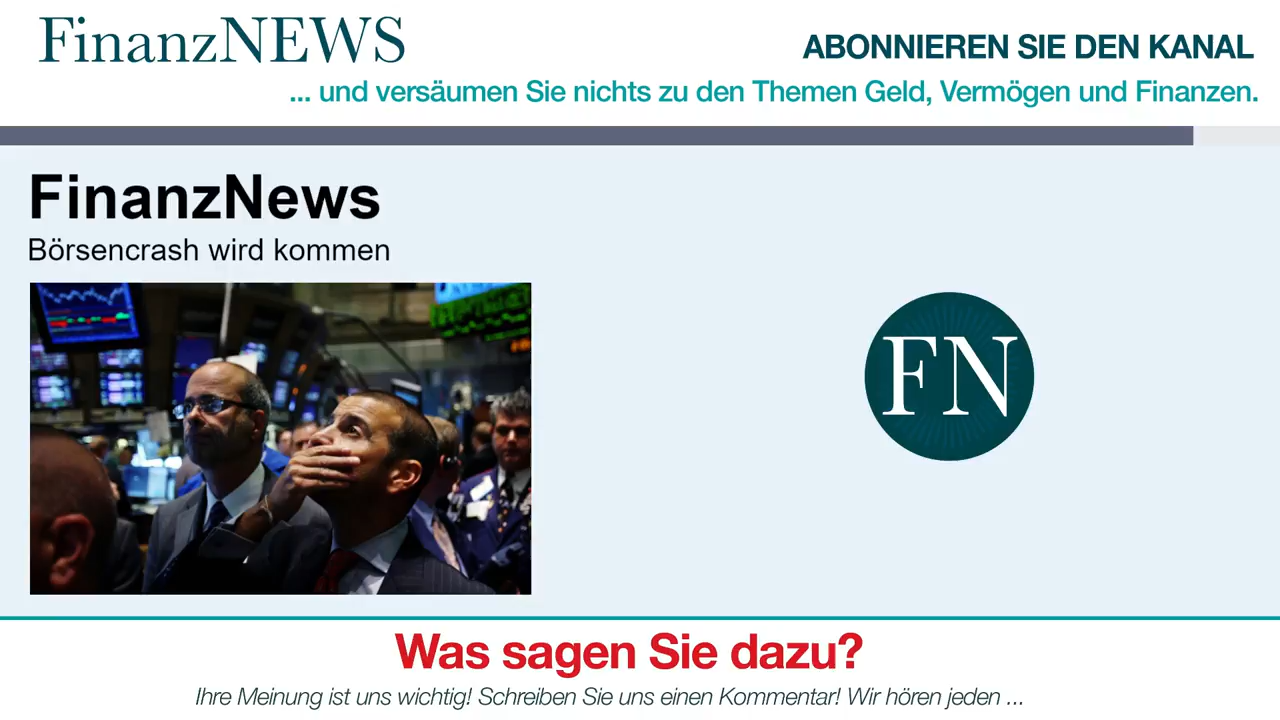 FinanzNEWS
ABONNIEREN SIE DEN KANAL
... und versäumen Sie nichts zu den Themen Geld, Vermögen und Finanzen.
FinanzNews
Börsencrash wird kommen
FN
Was sagen Sie dazu?
Ihre Meinung ist uns wichtig! Schreiben Sie uns einen Kommentar! Wir hören jeden ...